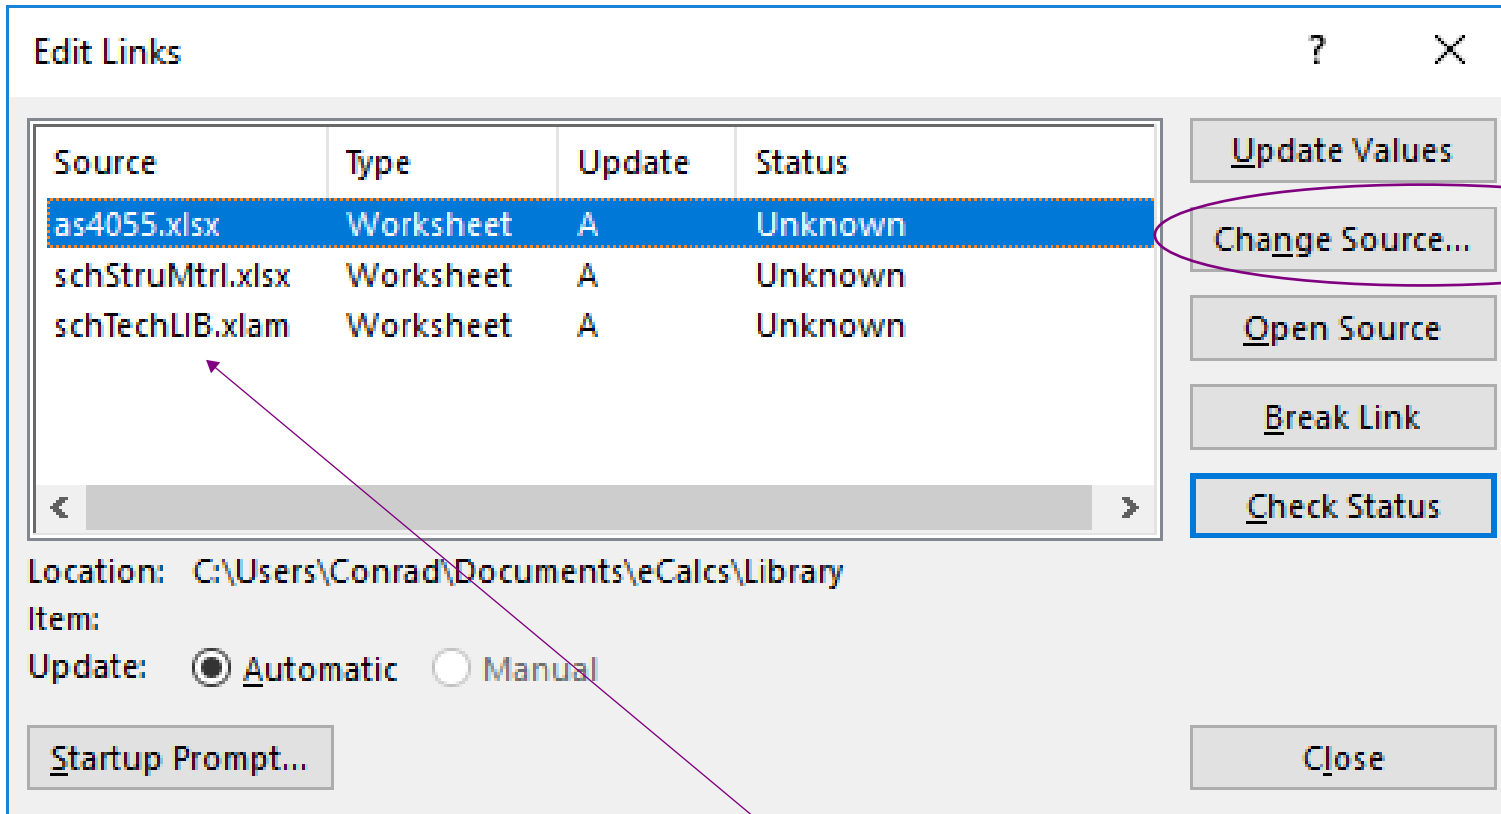 Edit Links ?
Source Type Update Status
as4055.xlsx Worksheet A Unknown
schStruMtrl.xlsx Worksheet A Unknown
schTechLIB.xlam Worksheet A Unknown
Update Values
Change Source...
Open Source
Break Link
Check Status
Location: C:\Users\Conrad\Documents\eCalcs\Library
Item:
Update: Automatic Manual
Startup Prompt... Close